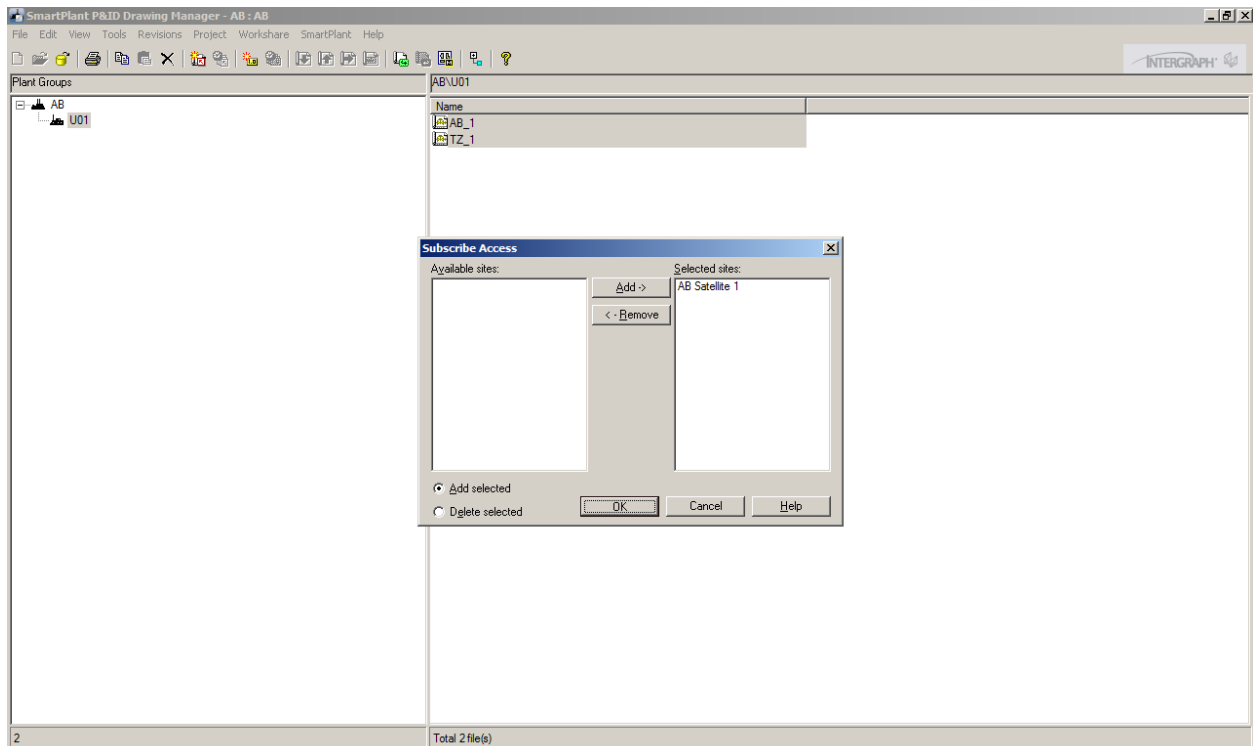 SmartPlant P&ID Drawing Manager - AB : AB
File Edit View Tools Revisions Project Workshare SmartPlant Help
INTERGRAPH
Plant Groups
AB\U01
AB
U01
Name
AB_1
TZ_1
Subscribe Access
Available sites:
Selected sites:
Add ->
AB Satellite 1
< - Remove
Add selected
Delete selected
OK
Cancel
Help
2
Total 2 file(s)